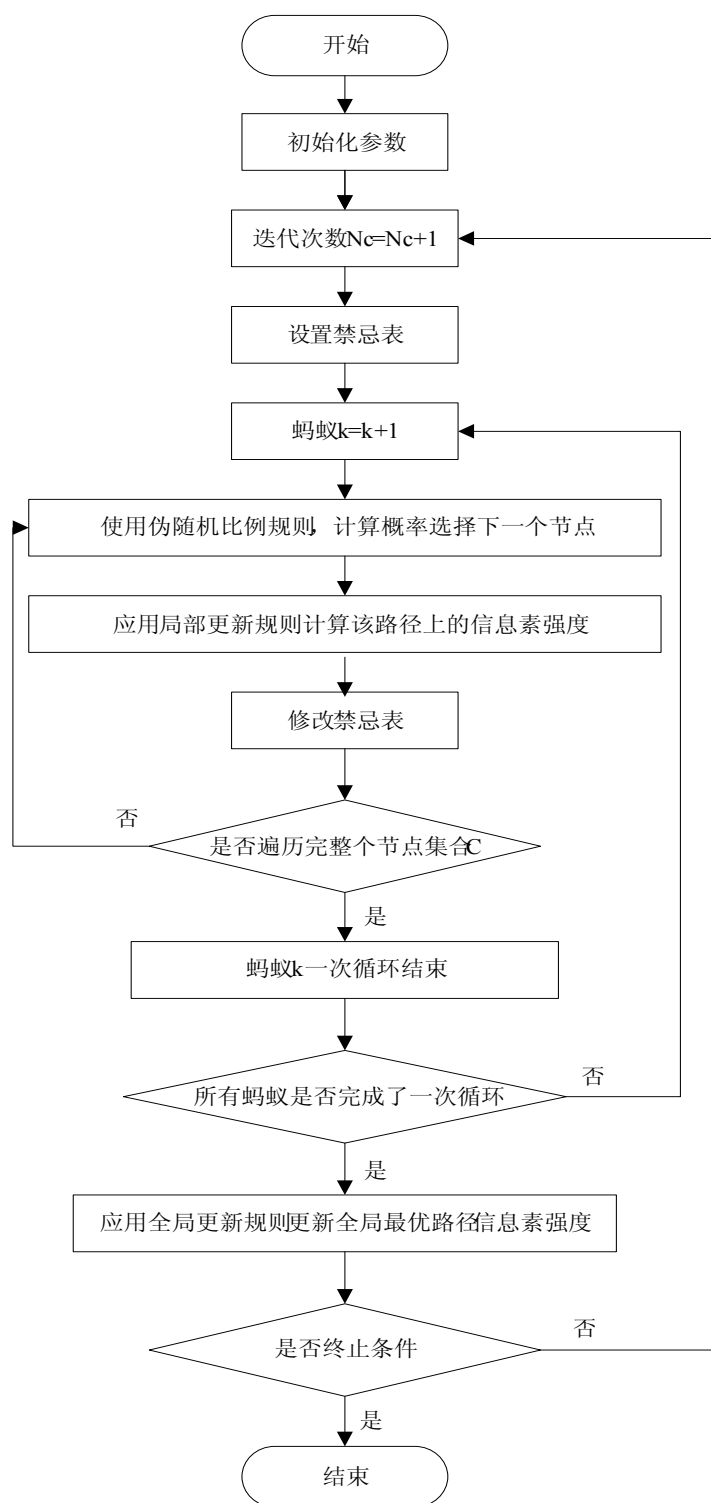 开始
初始化参数
迭代次数Nc=Nc+1
设置禁忌表
蚂蚁k=k+1
使用伪随机比例规则，计算概率选择下一个节点
应用局部更新规则计算该路径上的信息素强度
修改禁忌表
否
是否遍历完整个节点集合C
是
蚂蚁k一次循环结束
否
所有蚂蚁是否完成了一次循环
是
应用全局更新规则更新全局最优路径信息素强度
否
是否终止条件
是
结束